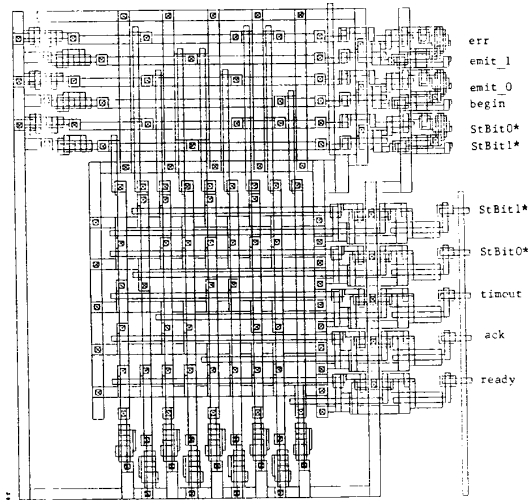 err
emit_1
emit_0
begin
StBit0*
StBit1*
StBit1*
StBit0*
timout
ack
ready